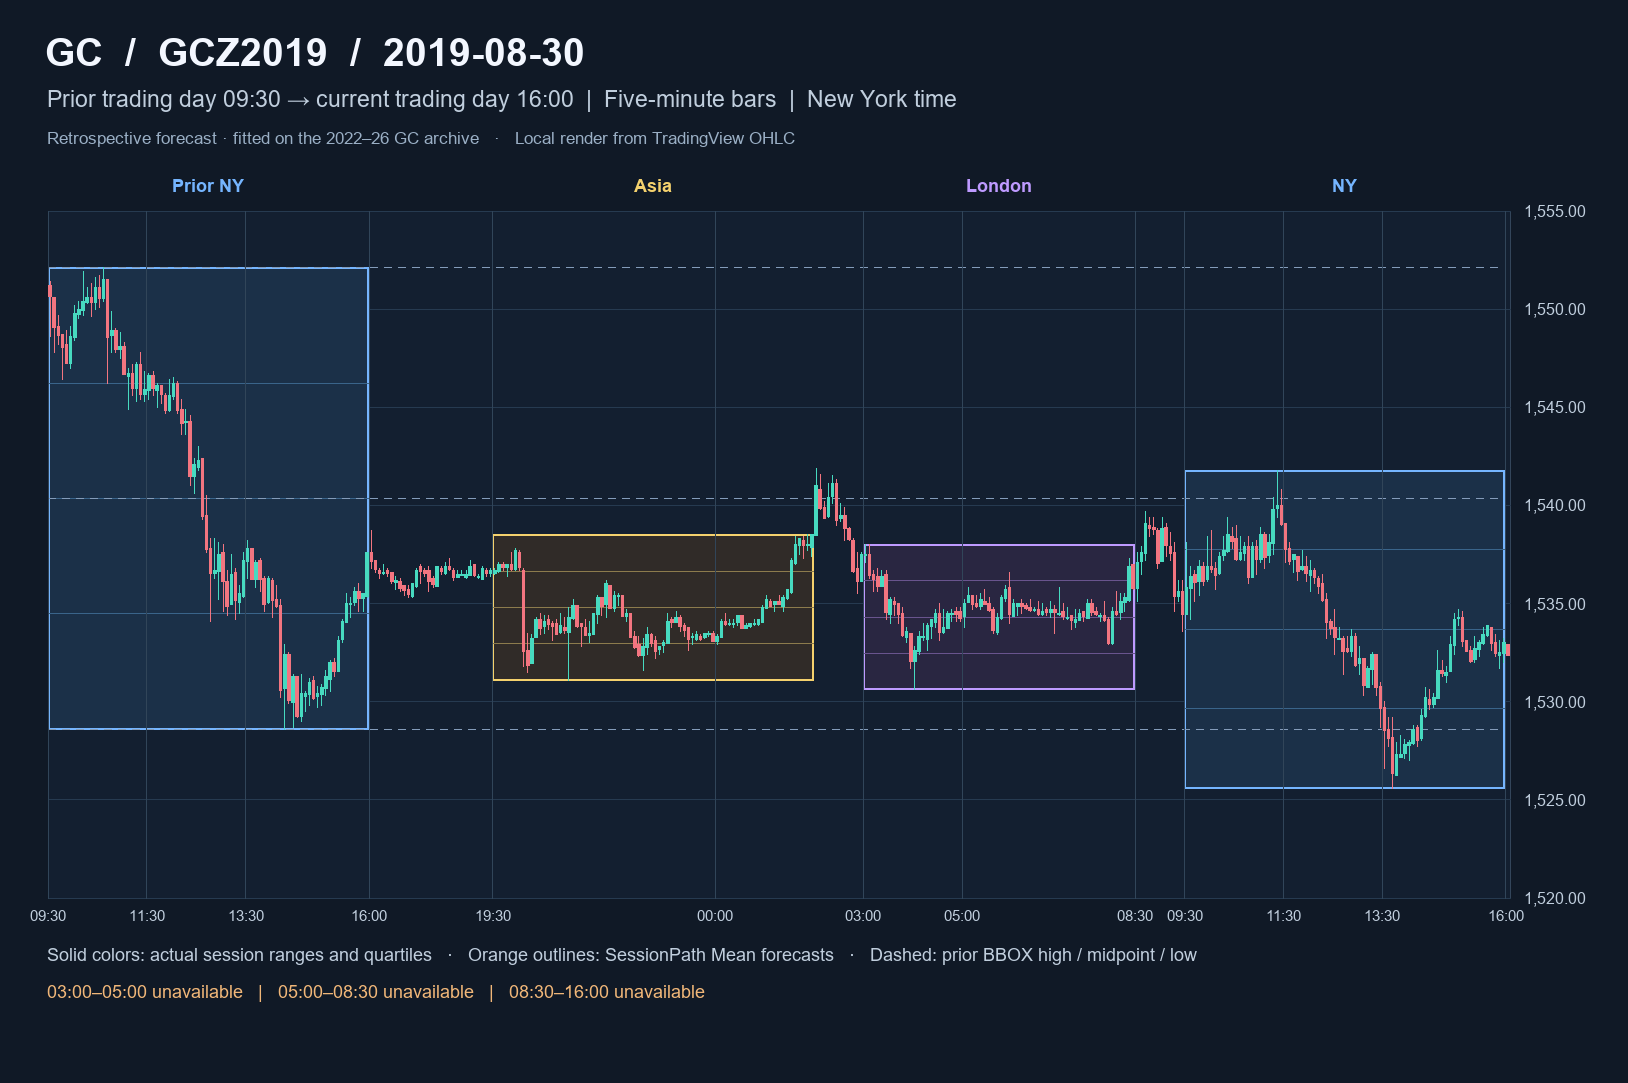 GC / GCZ2019 / 2019-08-30
Prior trading day 09:30 → current trading day 16:00 | Five-minute bars | New York time
Retrospective forecast · fitted on the 2022–26 GC archive · Local render from TradingView OHLC
Prior NY Asia London NY
1,555.00
1,550.00
1,545.00
1,540.00
1,535.00
1,530.00
1,525.00
1,520.00
09:30 11:30 13:30 16:00 19:30 00:00 03:00 05:00 08:30 09:30 11:30 13:30 16:00
Solid colors: actual session ranges and quartiles · Orange outlines: SessionPath Mean forecasts · Dashed: prior BBOX high / midpoint / low
03:00–05:00 unavailable | 05:00–08:30 unavailable | 08:30–16:00 unavailable